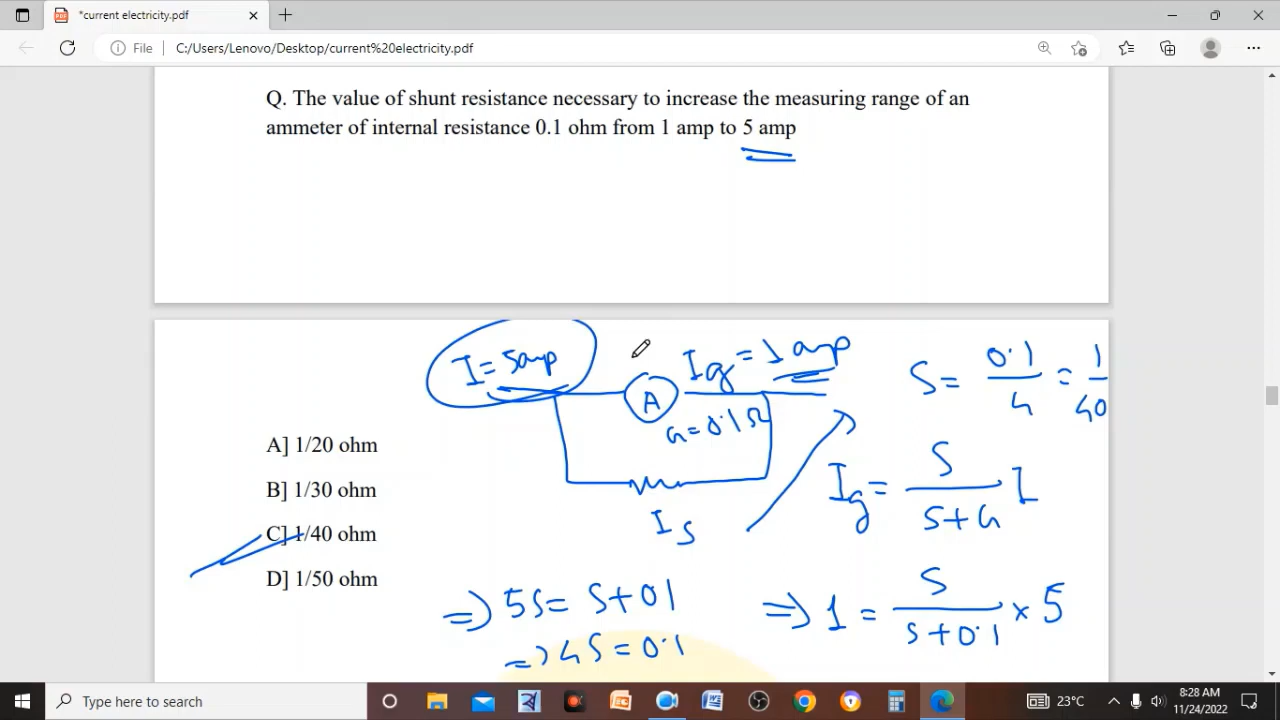 *current electricity.pdf
File
C:/Users/Lenovo/Desktop/current%20electricity.pdf
Q. The value of shunt resistance necessary to increase the measuring range of an
ammeter of internal resistance 0.1 ohm from 1 amp to 5 amp
I = 5amp
A
Ig = 1 amp
G = 0.1Ω
S = 0.1/4 = 1/40
Is
Ig = S/S+G I
A] 1/20 ohm
B] 1/30 ohm
C] 1/40 ohm
D] 1/50 ohm
=> 1 = S/S+0.1 × 5
=> 5S = S+0.1
=> 4S = 0.1
Type here to search
23°C
8:28 AM
11/24/2022